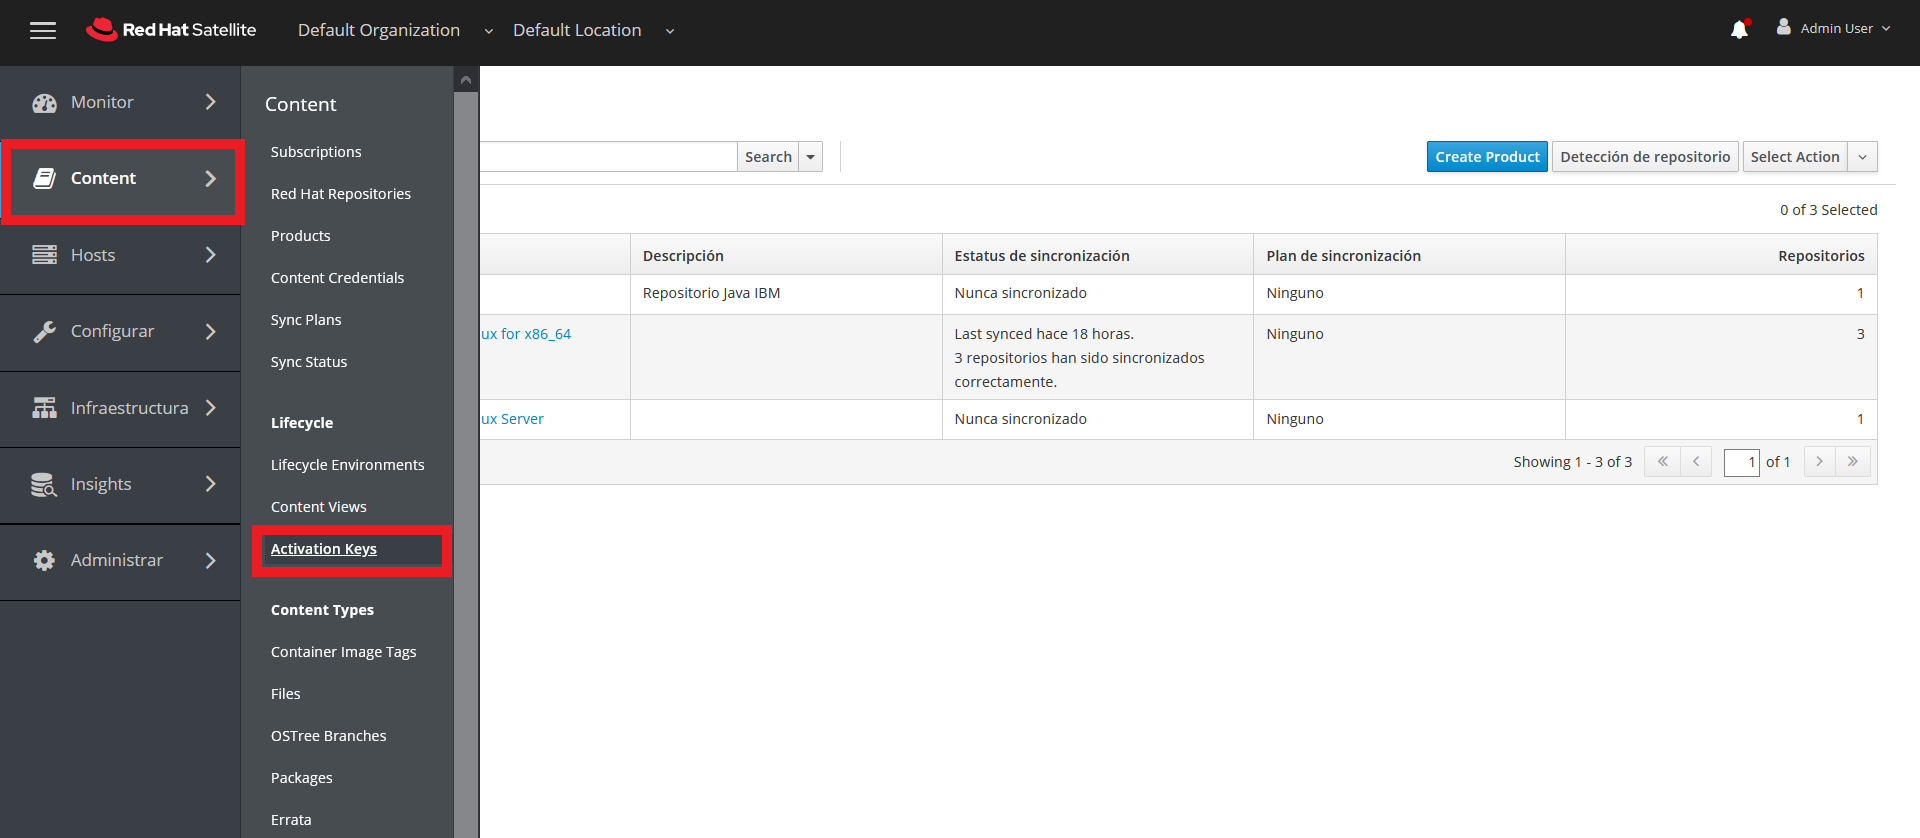 Red Hat Satellite
Default Organization
Default Location
Admin User
Monitor
Content
Hosts
Configurar
Infraestructura
Insights
Administrar
Content
Subscriptions
Red Hat Repositories
Products
Content Credentials
Sync Plans
Sync Status
Lifecycle
Lifecycle Environments
Content Views
Activation Keys
Content Types
Container Image Tags
Files
OSTree Branches
Packages
Errata
Search
Create Product
Detección de repositorio
Select Action
0 of 3 Selected
Descripción Estatus de sincronización Plan de sincronización Repositorios
Repositorio Java IBM Nunca sincronizado Ninguno 1
ux for x86_64 Last synced hace 18 horas. Ninguno 3
3 repositorios han sido sincronizados
correctamente.
ux Server Nunca sincronizado Ninguno 1
Showing 1 - 3 of 3 1 of 1